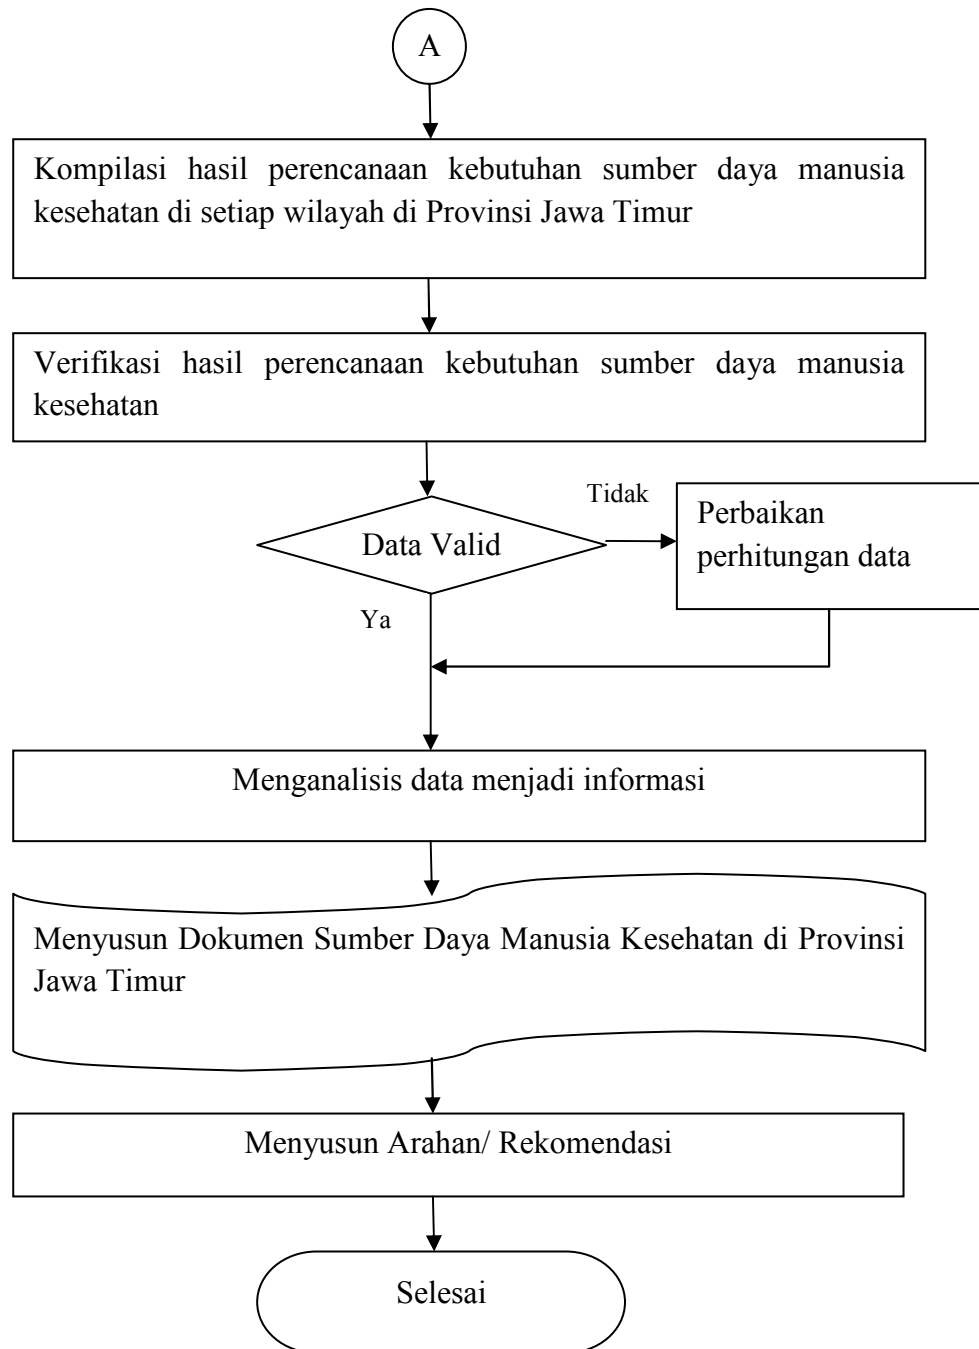 A
Kompilasi hasil perencanaan kebutuhan sumber daya manusia
kesehatan di setiap wilayah di Provinsi Jawa Timur
Verifikasi hasil perencanaan kebutuhan sumber daya manusia
kesehatan
Tidak
Perbaikan
perhitungan data
Data Valid
Ya
Menganalisis data menjadi informasi
Menyusun Dokumen Sumber Daya Manusia Kesehatan di Provinsi
Jawa Timur
Menyusun Arahan/ Rekomendasi
Selesai